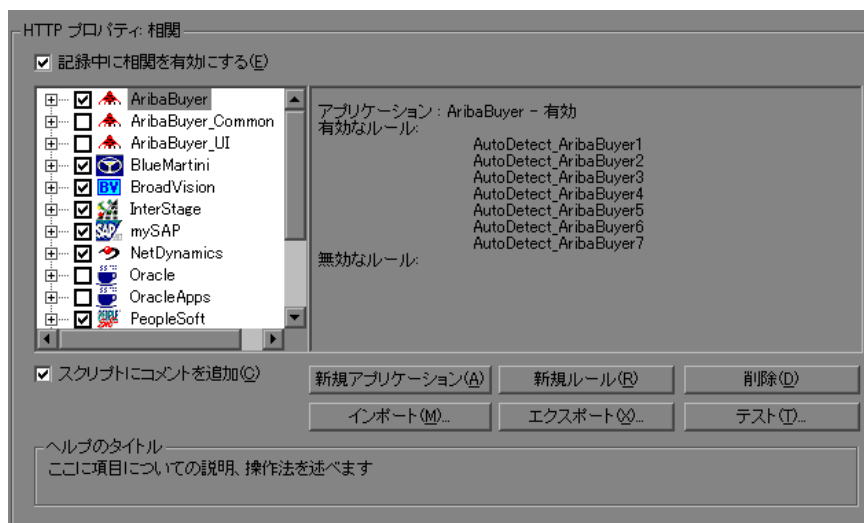 HTTP プロパティ: 相関
記録中に相関を有効にする(E)
AribaBuyer
AribaBuyer_Common
AribaBuyer_UI
BlueMartini
BV BroadVision
InterStage
SAP mySAP
NetDynamics
Oracle
OracleApps
PeopleSoft
アプリケーション : AribaBuyer - 有効
有効なルール:
AutoDetect_AribaBuyer1
AutoDetect_AribaBuyer2
AutoDetect_AribaBuyer3
AutoDetect_AribaBuyer4
AutoDetect_AribaBuyer5
AutoDetect_AribaBuyer6
AutoDetect_AribaBuyer7
無効なルール:
スクリプトにコメントを追加(C)
新規アプリケーション(A) 新規ルール(R) 削除(D)
インポート(M)... エクスポート(X)... テスト(T)...
ヘルプのタイトル
ここに項目についての説明、操作法を述べます